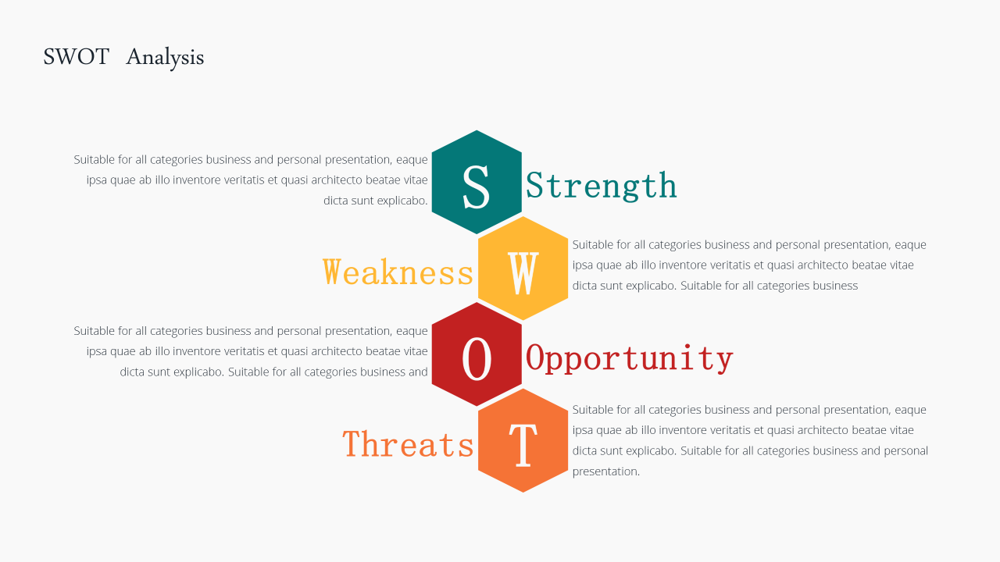 SWOT Analysis
Suitable for all categories business and personal presentation, eaque
ipsa quae ab illo inventore veritatis et quasi architecto beatae vitae
dicta sunt explicabo.
S
Strength
Weakness
W
Suitable for all categories business and personal presentation, eaque
ipsa quae ab illo inventore veritatis et quasi architecto beatae vitae
dicta sunt explicabo. Suitable for all categories business
Suitable for all categories business and personal presentation, eaque
ipsa quae ab illo inventore veritatis et quasi architecto beatae vitae
dicta sunt explicabo. Suitable for all categories business and
O
Opportunity
Threats
T
Suitable for all categories business and personal presentation, eaque
ipsa quae ab illo inventore veritatis et quasi architecto beatae vitae
dicta sunt explicabo. Suitable for all categories business and personal
presentation.